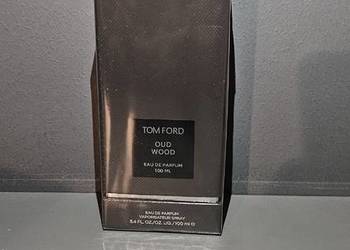 TOM FORD
OUD
WOOD
EAU DE PARFUM
100 ML
EAU DE PARFUM
VAPORISATEUR SPRAY
3.4 FL. OZ./OZ. LIQ./100 ML ℮